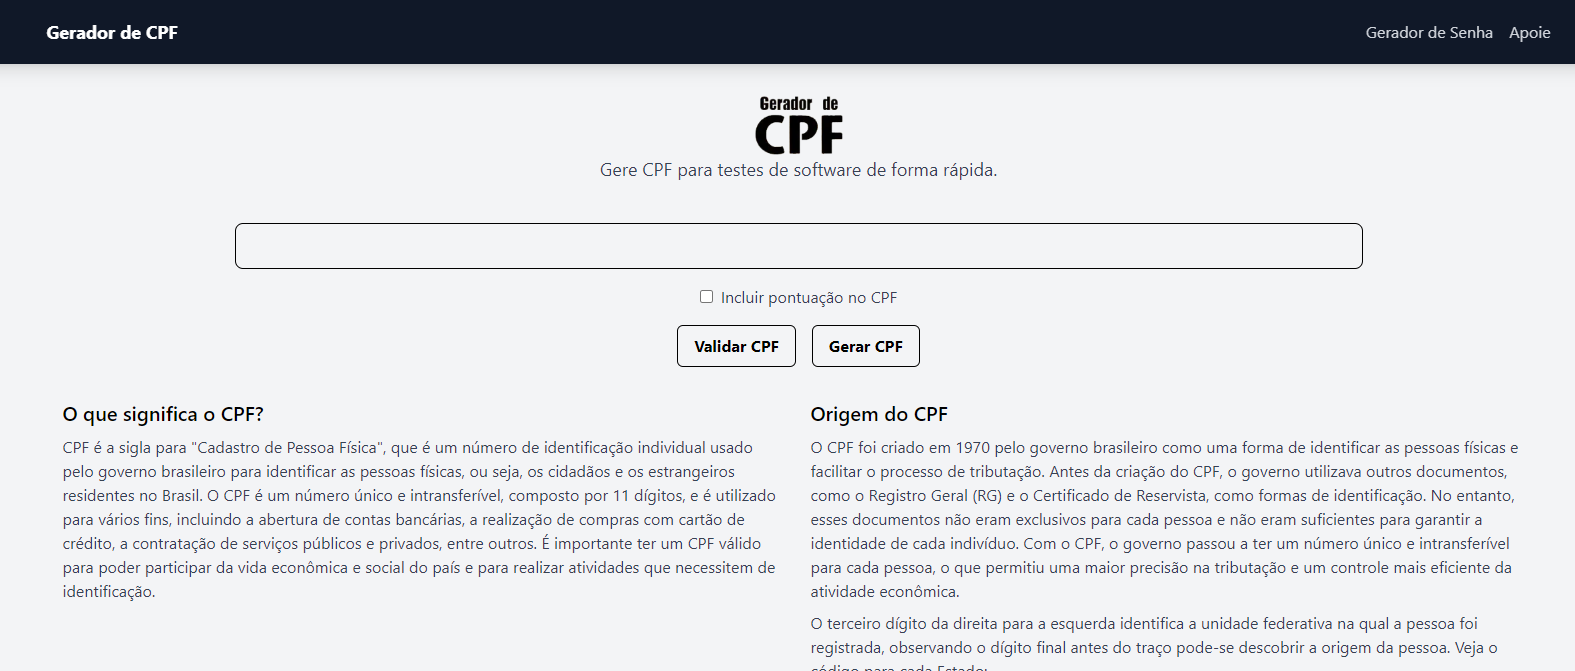 Gerador de CPF
Gerador de Senha Apoie
Gerador de
CPF
Gere CPF para testes de software de forma rápida.
Incluir pontuação no CPF
Validar CPF Gerar CPF
O que significa o CPF?
CPF é a sigla para "Cadastro de Pessoa Física", que é um número de identificação individual usado
pelo governo brasileiro para identificar as pessoas físicas, ou seja, os cidadãos e os estrangeiros
residentes no Brasil. O CPF é um número único e intransferível, composto por 11 dígitos, e é utilizado
para vários fins, incluindo a abertura de contas bancárias, a realização de compras com cartão de
crédito, a contratação de serviços públicos e privados, entre outros. É importante ter um CPF válido
para poder participar da vida econômica e social do país e para realizar atividades que necessitem de
identificação.
Origem do CPF
O CPF foi criado em 1970 pelo governo brasileiro como uma forma de identificar as pessoas físicas e
facilitar o processo de tributação. Antes da criação do CPF, o governo utilizava outros documentos,
como o Registro Geral (RG) e o Certificado de Reservista, como formas de identificação. No entanto,
esses documentos não eram exclusivos para cada pessoa e não eram suficientes para garantir a
identidade de cada indivíduo. Com o CPF, o governo passou a ter um número único e intransferível
para cada pessoa, o que permitiu uma maior precisão na tributação e um controle mais eficiente da
atividade econômica.
O terceiro dígito da direita para a esquerda identifica a unidade federativa na qual a pessoa foi
registrada, observando o dígito final antes do traço pode-se descobrir a origem da pessoa. Veja o
código para cada Estado: